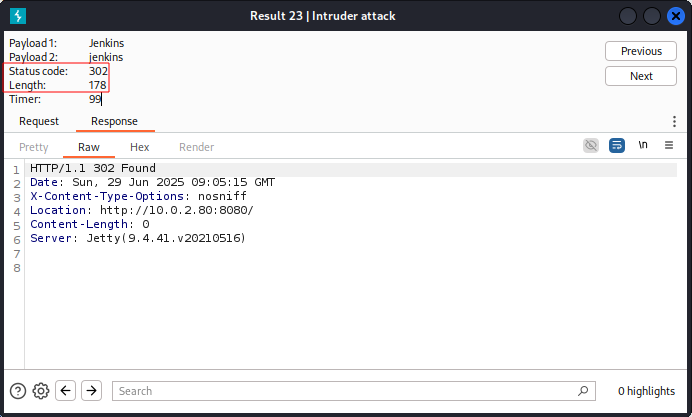 Result 23 | Intruder attack
Payload 1: Jenkins
Payload 2: jenkins
Status code: 302
Length: 178
Timer: 99
Previous
Next
Request Response
Pretty Raw Hex Render
\n
1 HTTP/1.1 302 Found
2 Date: Sun, 29 Jun 2025 09:05:15 GMT
3 X-Content-Type-Options: nosniff
4 Location: http://10.0.2.80:8080/
5 Content-Length: 0
6 Server: Jetty(9.4.41.v20210516)
7
8
Search
0 highlights